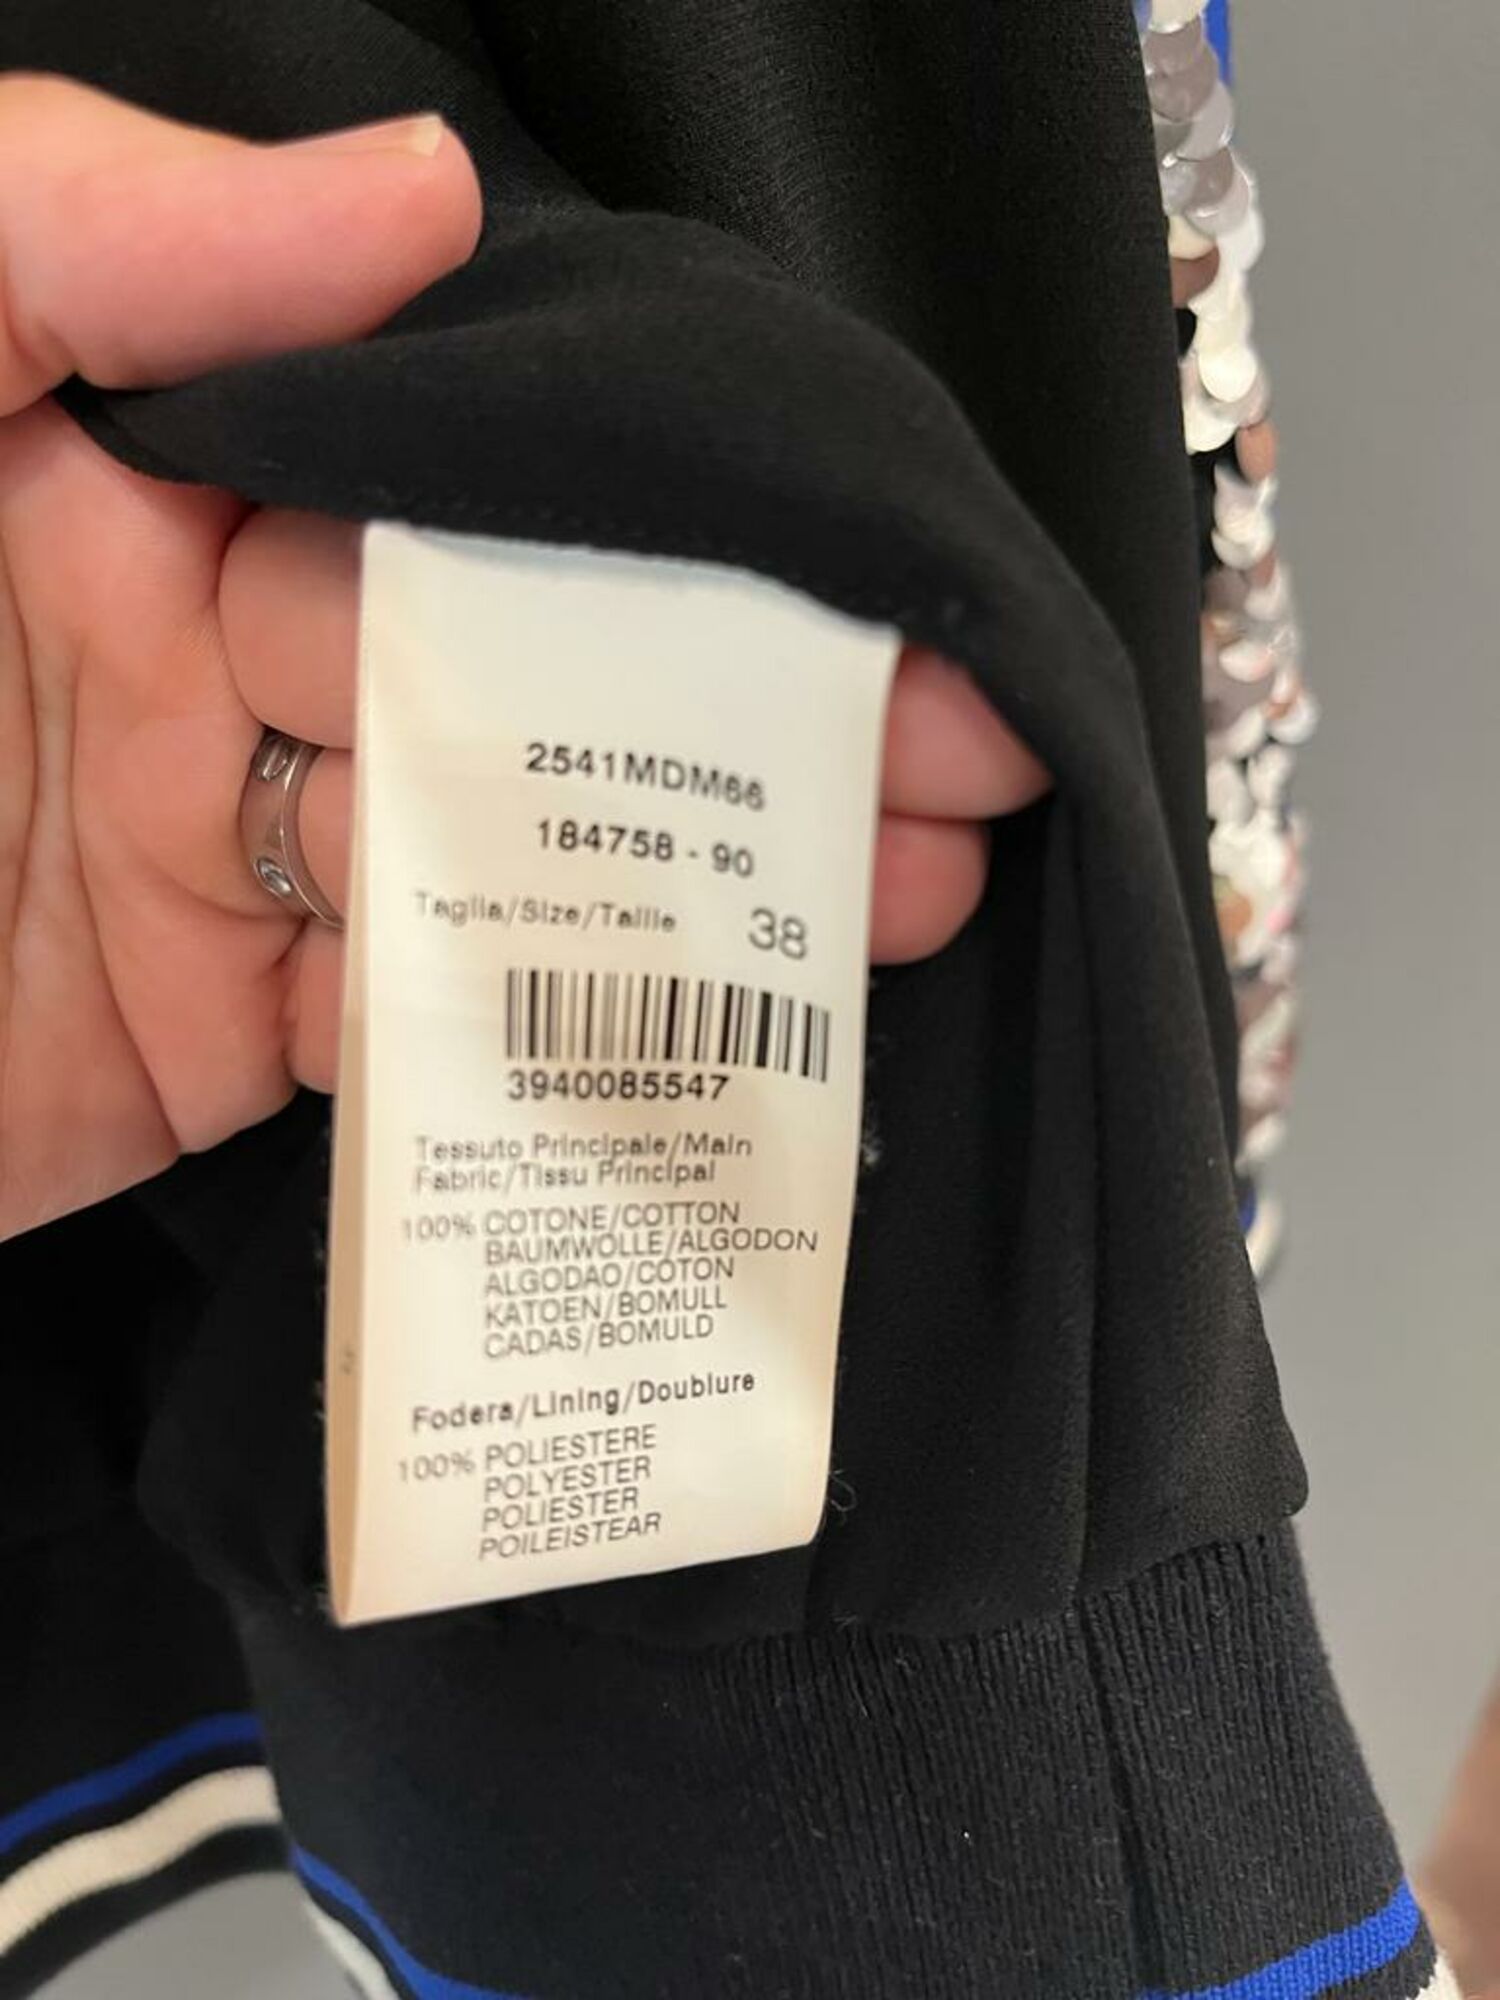 2541MDM66
184758 - 90
Taglia/Size/Taille 38
3940085547
Tessuto Principale/Main
Fabric/Tissu Principal
100% COTONE/COTTON
BAUMWOLLE/ALGODON
ALGODAO/COTON
KATOEN/BOMULL
CADAS/BOMULD
Fodera/Lining/Doublure
100% POLIESTERE
POLYESTER
POLIESTER
POILEISTEAR